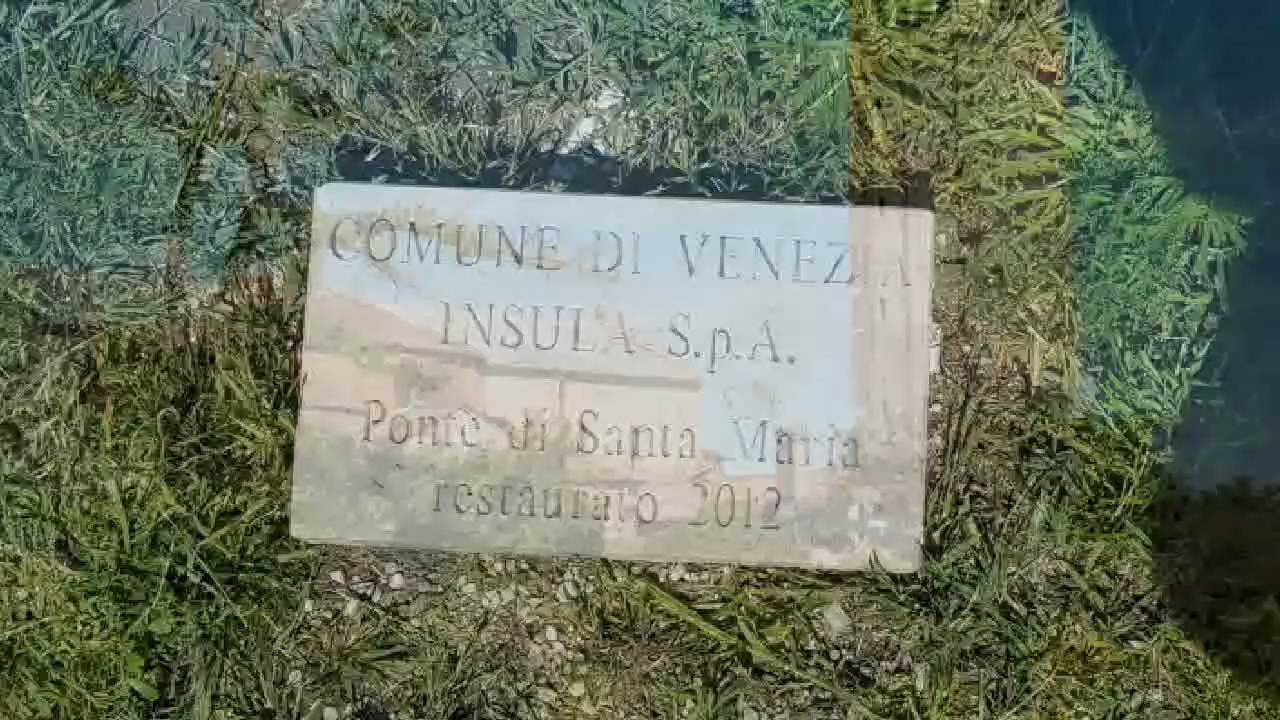 COMUNE DI VENEZIA
INSULA S.p.A.
Ponte di Santa Maria
restaurato 2012